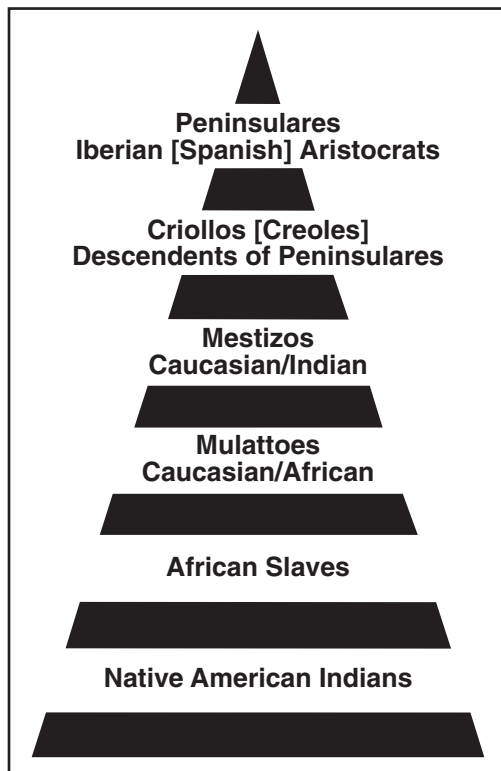 Peninsulares
Iberian [Spanish] Aristocrats
Criollos [Creoles]
Descendents of Peninsulares
Mestizos
Caucasian/Indian
Mulattoes
Caucasian/African
African Slaves
Native American Indians